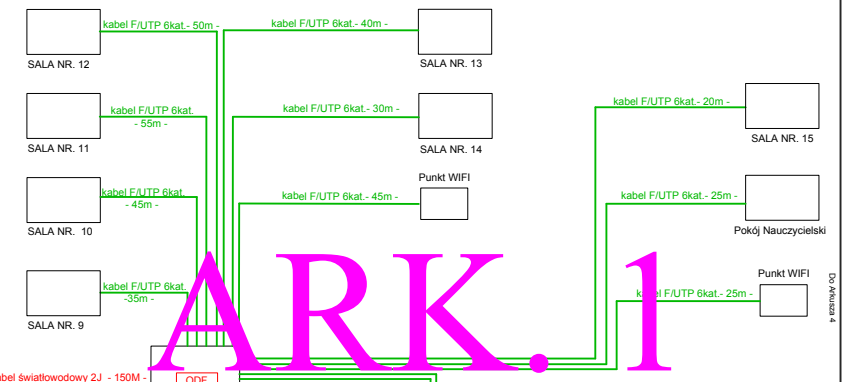 kabel F/UTP 6kat.- 50m -
SALA NR. 12
kabel F/UTP 6kat.- 40m -
SALA NR. 13
kabel F/UTP 6kat.
- 55m -
SALA NR. 11
kabel F/UTP 6kat.- 30m -
SALA NR. 14
kabel F/UTP 6kat.- 20m -
SALA NR. 15
kabel F/UTP 6kat.
- 45m -
SALA NR. 10
Punkt WIFI
kabel F/UTP 6kat.- 45m -
kabel F/UTP 6kat.- 25m -
Pokój Nauczycielski
kabel F/UTP 6kat.
-35m -
SALA NR. 9
Punkt WIFI
kabel F/UTP 6kat.- 25m -
Do Arkusza 4
ARK. 1
światłowodowy 2J - 150M -
ODF